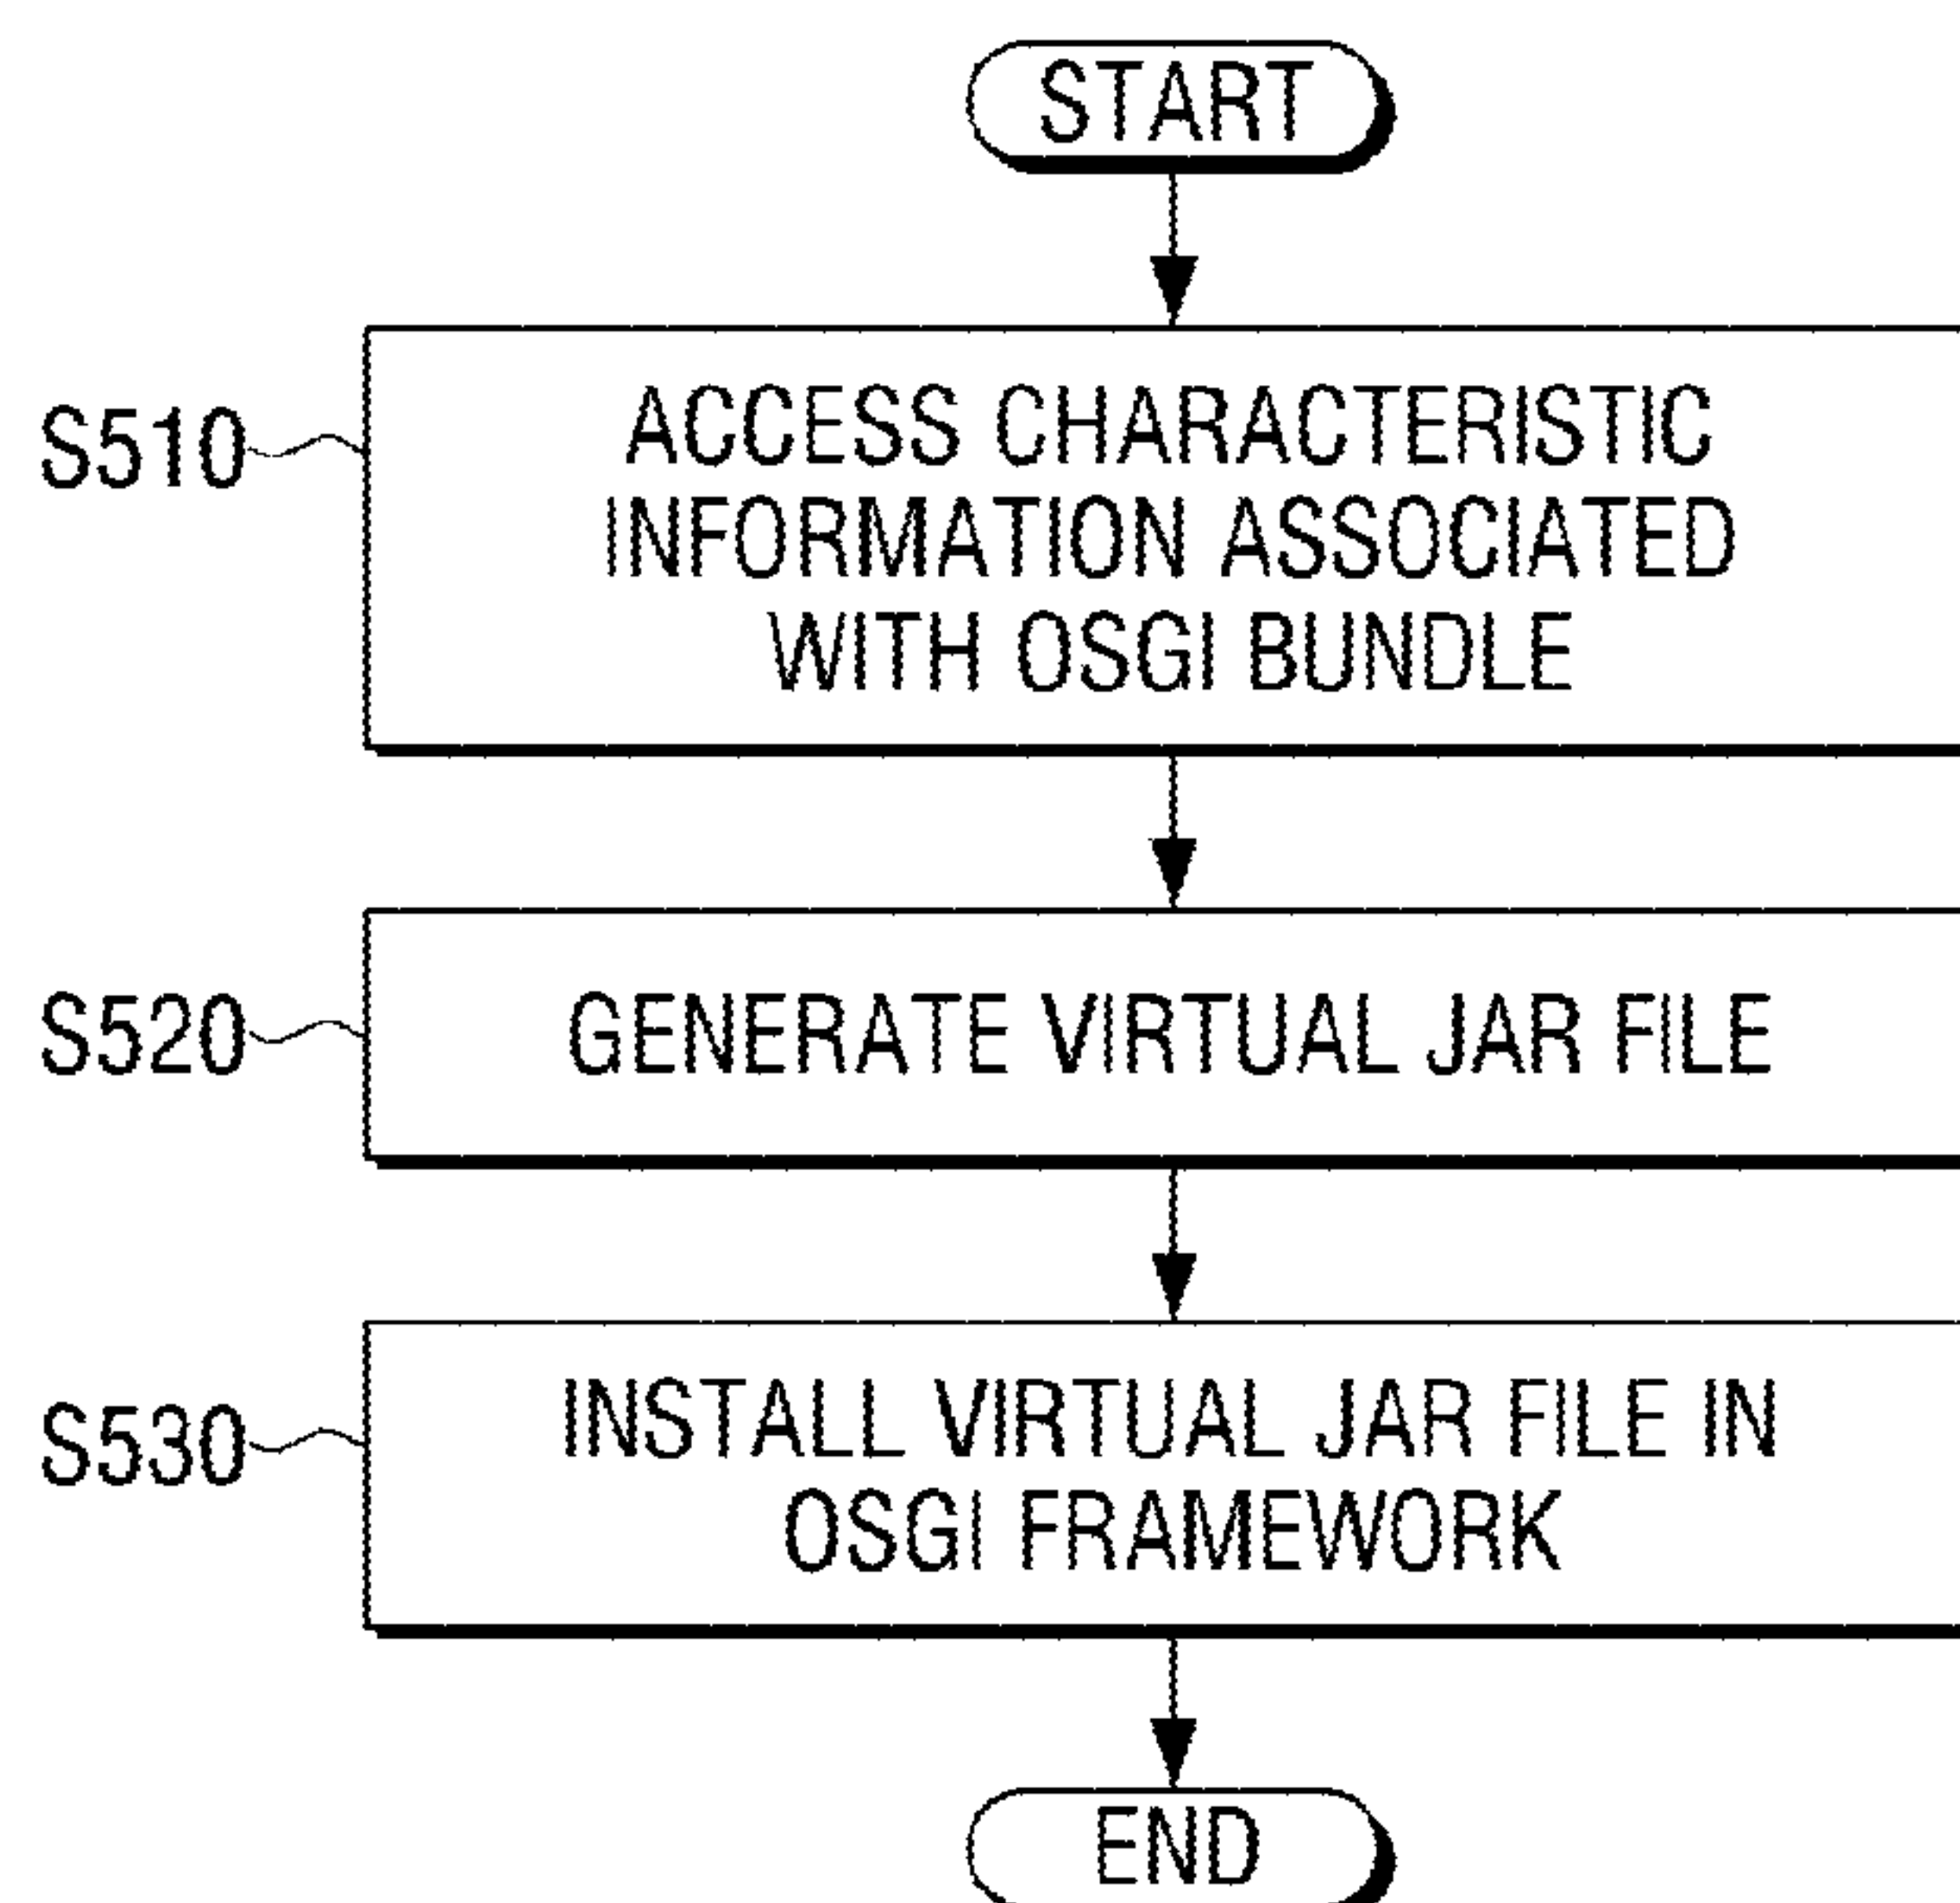 START
S510
ACCESS CHARACTERISTIC
INFORMATION ASSOCIATED
WITH OSGI BUNDLE
S520
GENERATE VIRTUAL JAR FILE
S530
INSTALL VIRTUAL JAR FILE IN
OSGI FRAMEWORK
END